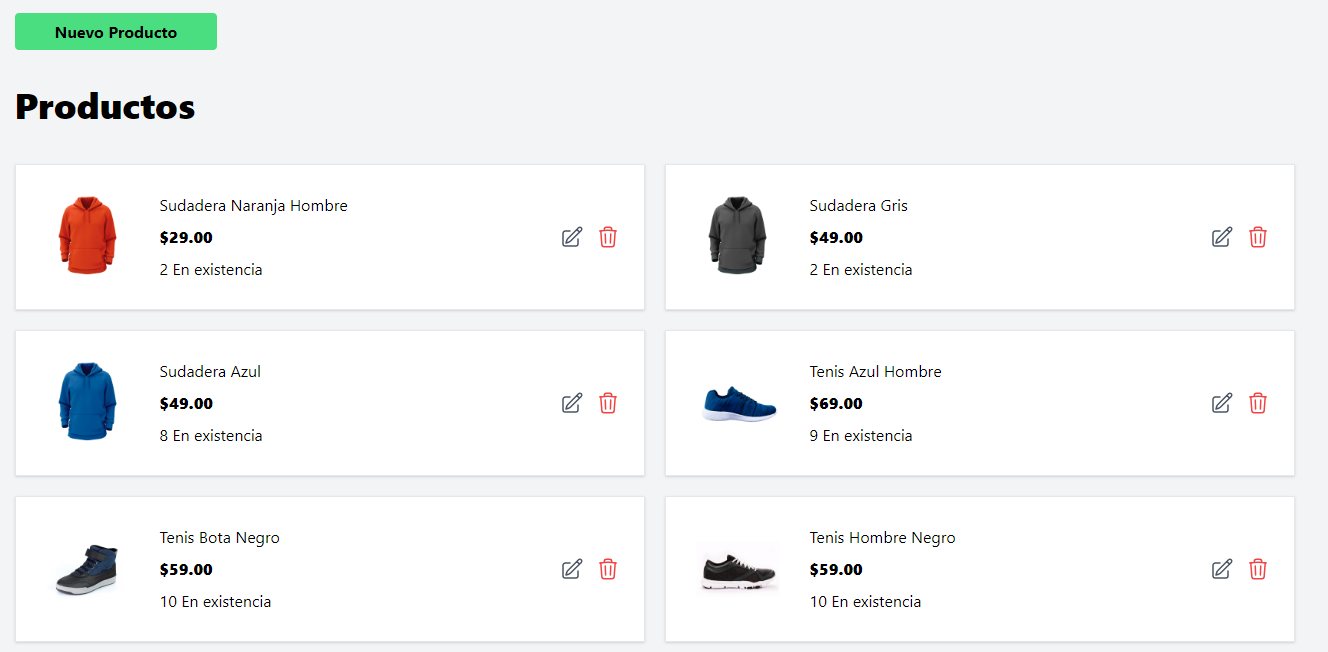 Nuevo Producto
Productos
Sudadera Naranja Hombre
$29.00
2 En existencia
Sudadera Gris
$49.00
2 En existencia
Sudadera Azul
$49.00
8 En existencia
Tenis Azul Hombre
$69.00
9 En existencia
Tenis Bota Negro
$59.00
10 En existencia
Tenis Hombre Negro
$59.00
10 En existencia